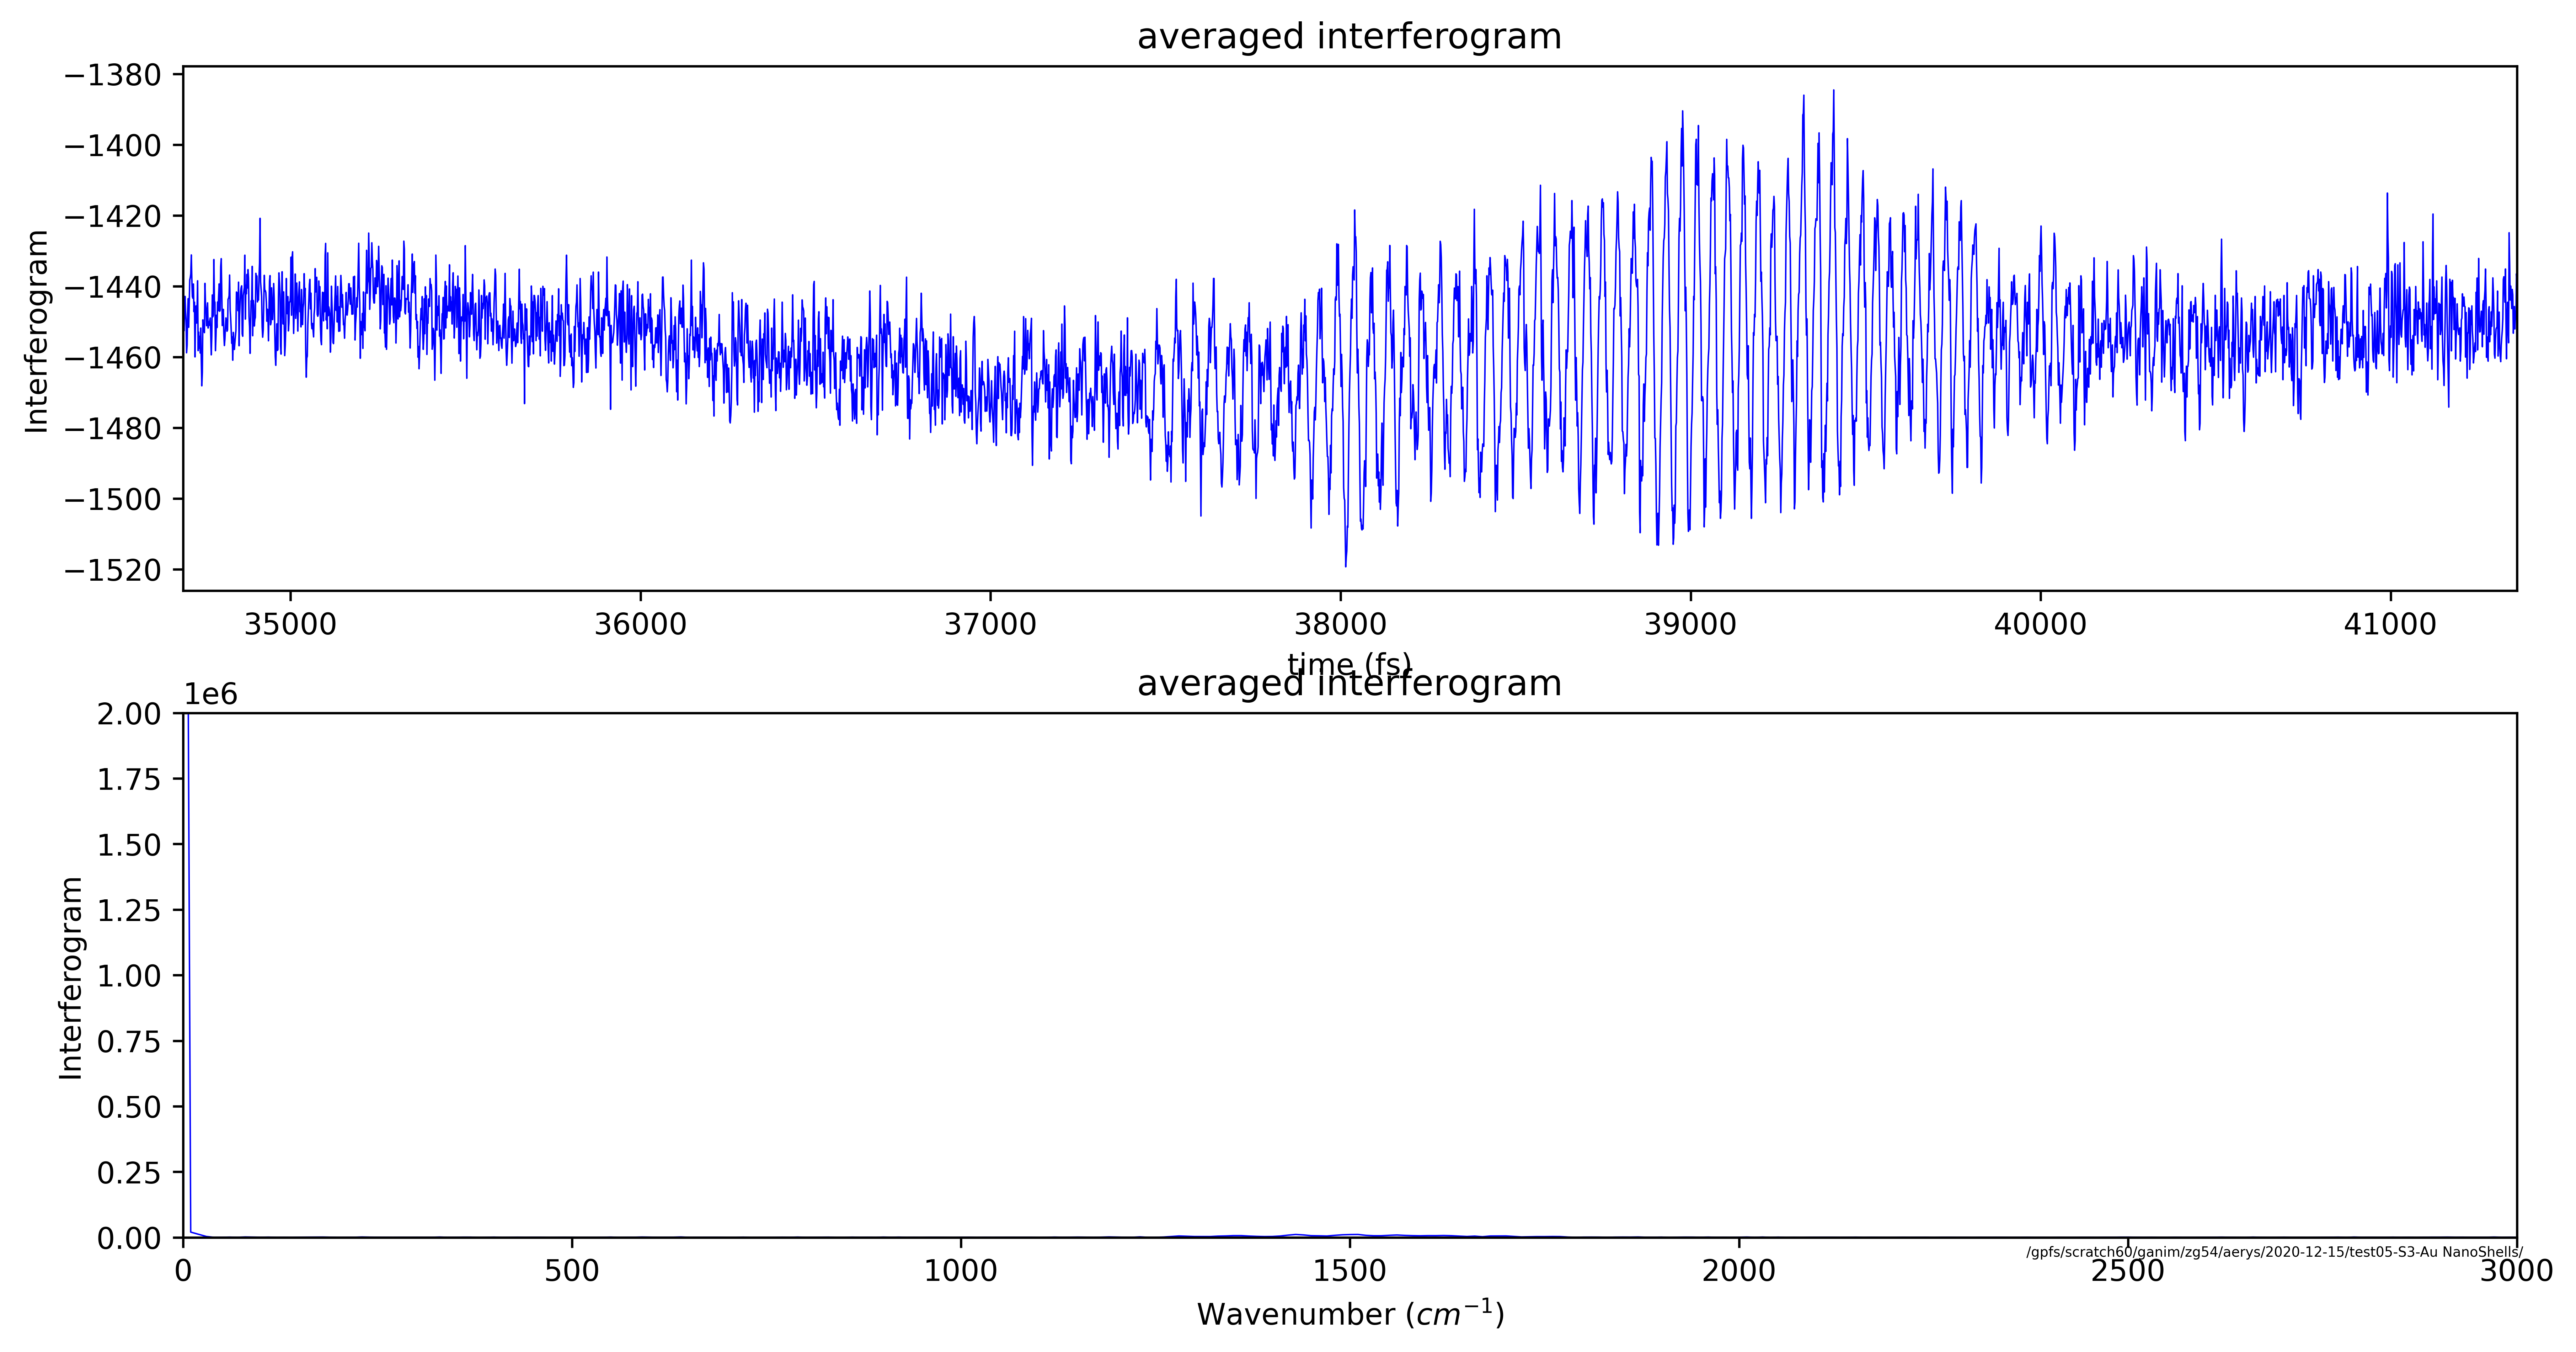 averaged interferogram
−1380
−1400
−1420
−1440
−1460
−1480
−1500
−1520
Interferogram
35000 36000 37000 38000 39000 40000 41000
time (fs)
averaged interferogram
1e6
2.00
1.75
1.50
1.25
1.00
0.75
0.50
0.25
0.00
Interferogram
/gpfs/scratch60/ganim/zg54/aerys/2020-12-15/test05-S3-Au NanoShells/
0 500 1000 1500 2000 2500 3000
Wavenumber (cm⁻¹)